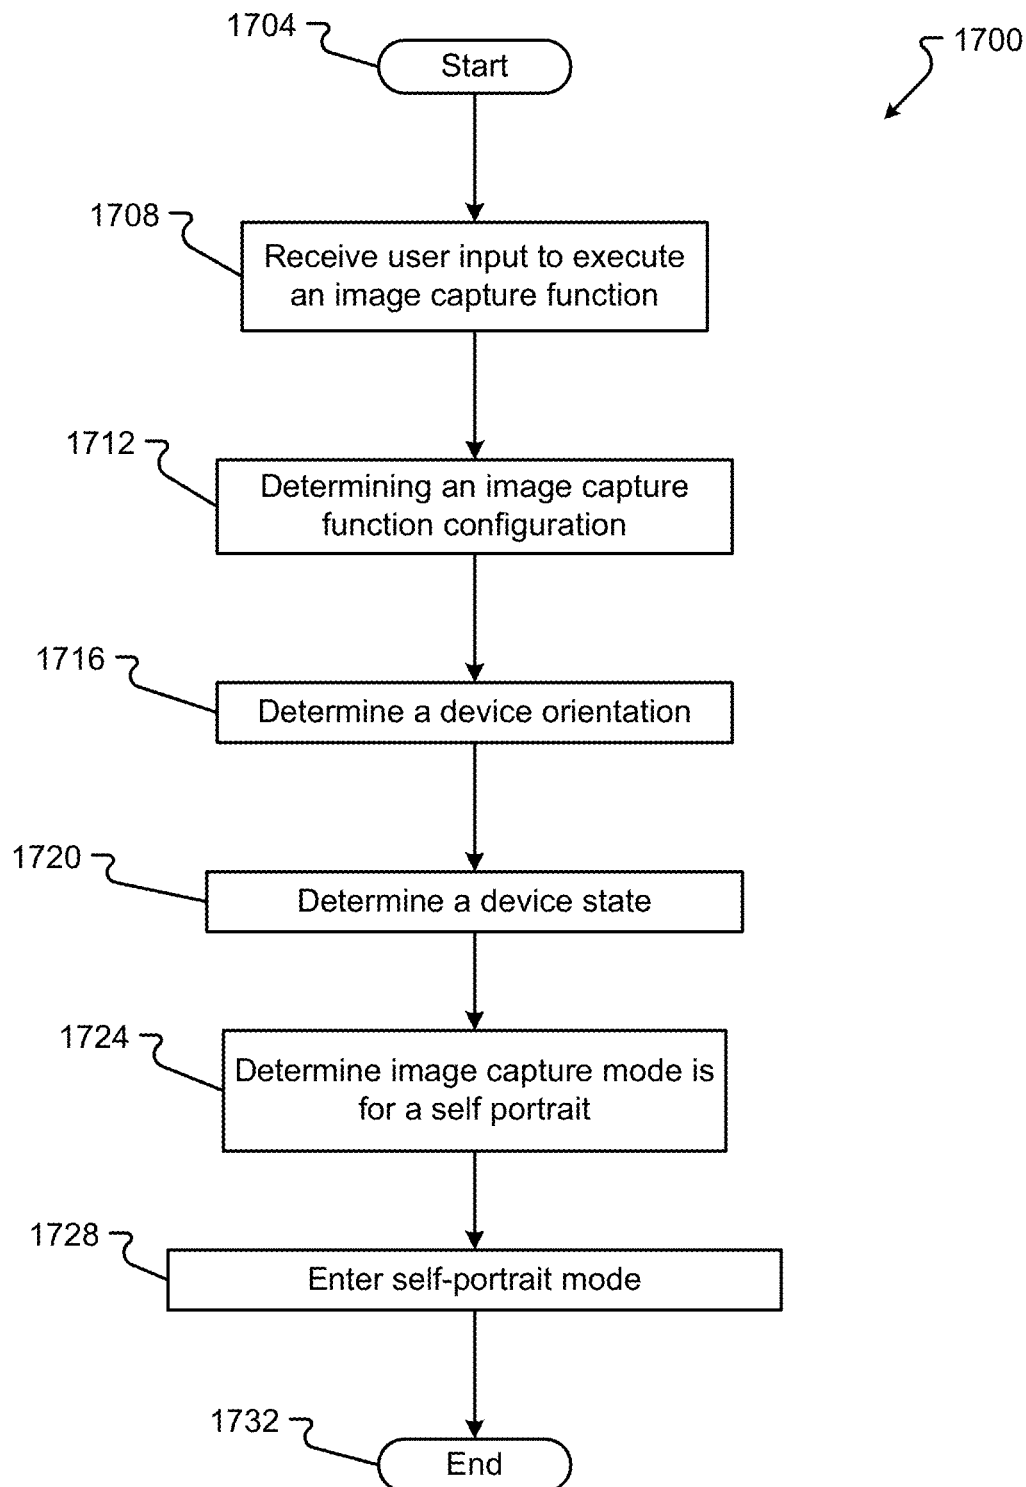 1704
Start
1700
1708
Receive user input to execute
an image capture function
1712
Determining an image capture
function configuration
1716
Determine a device orientation
1720
Determine a device state
1724
Determine image capture mode is
for a self portrait
1728
Enter self-portrait mode
1732
End